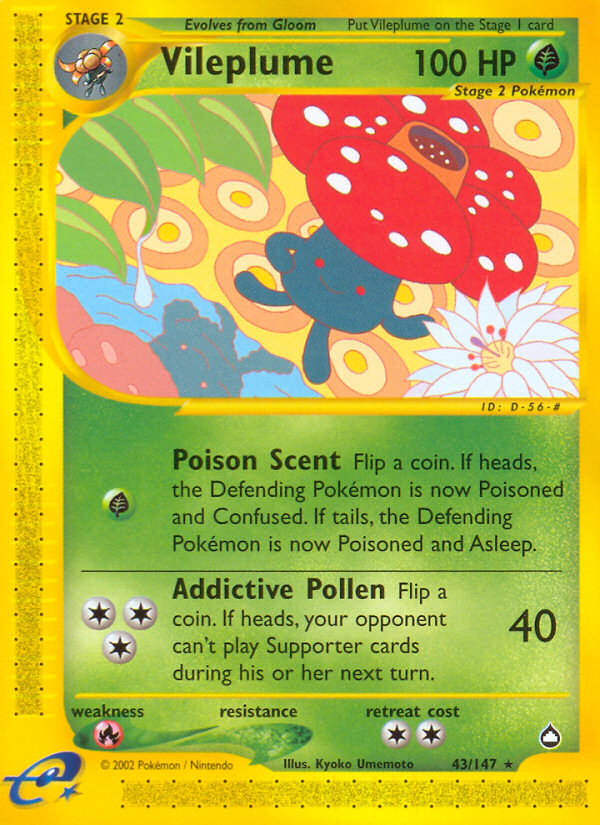 STAGE 2 Evolves from Gloom Put Vileplume on the Stage 1 card
Vileplume 100 HP
Stage 2 Pokémon
ID: D-56-#
Poison Scent Flip a coin. If heads,
the Defending Pokémon is now Poisoned
and Confused. If tails, the Defending
Pokémon is now Poisoned and Asleep.
Addictive Pollen Flip a
coin. If heads, your opponent
can't play Supporter cards
during his or her next turn.
40
weakness resistance retreat cost
© 2002 Pokémon / Nintendo Illus. Kyoko Umemoto 43/147 ★
e